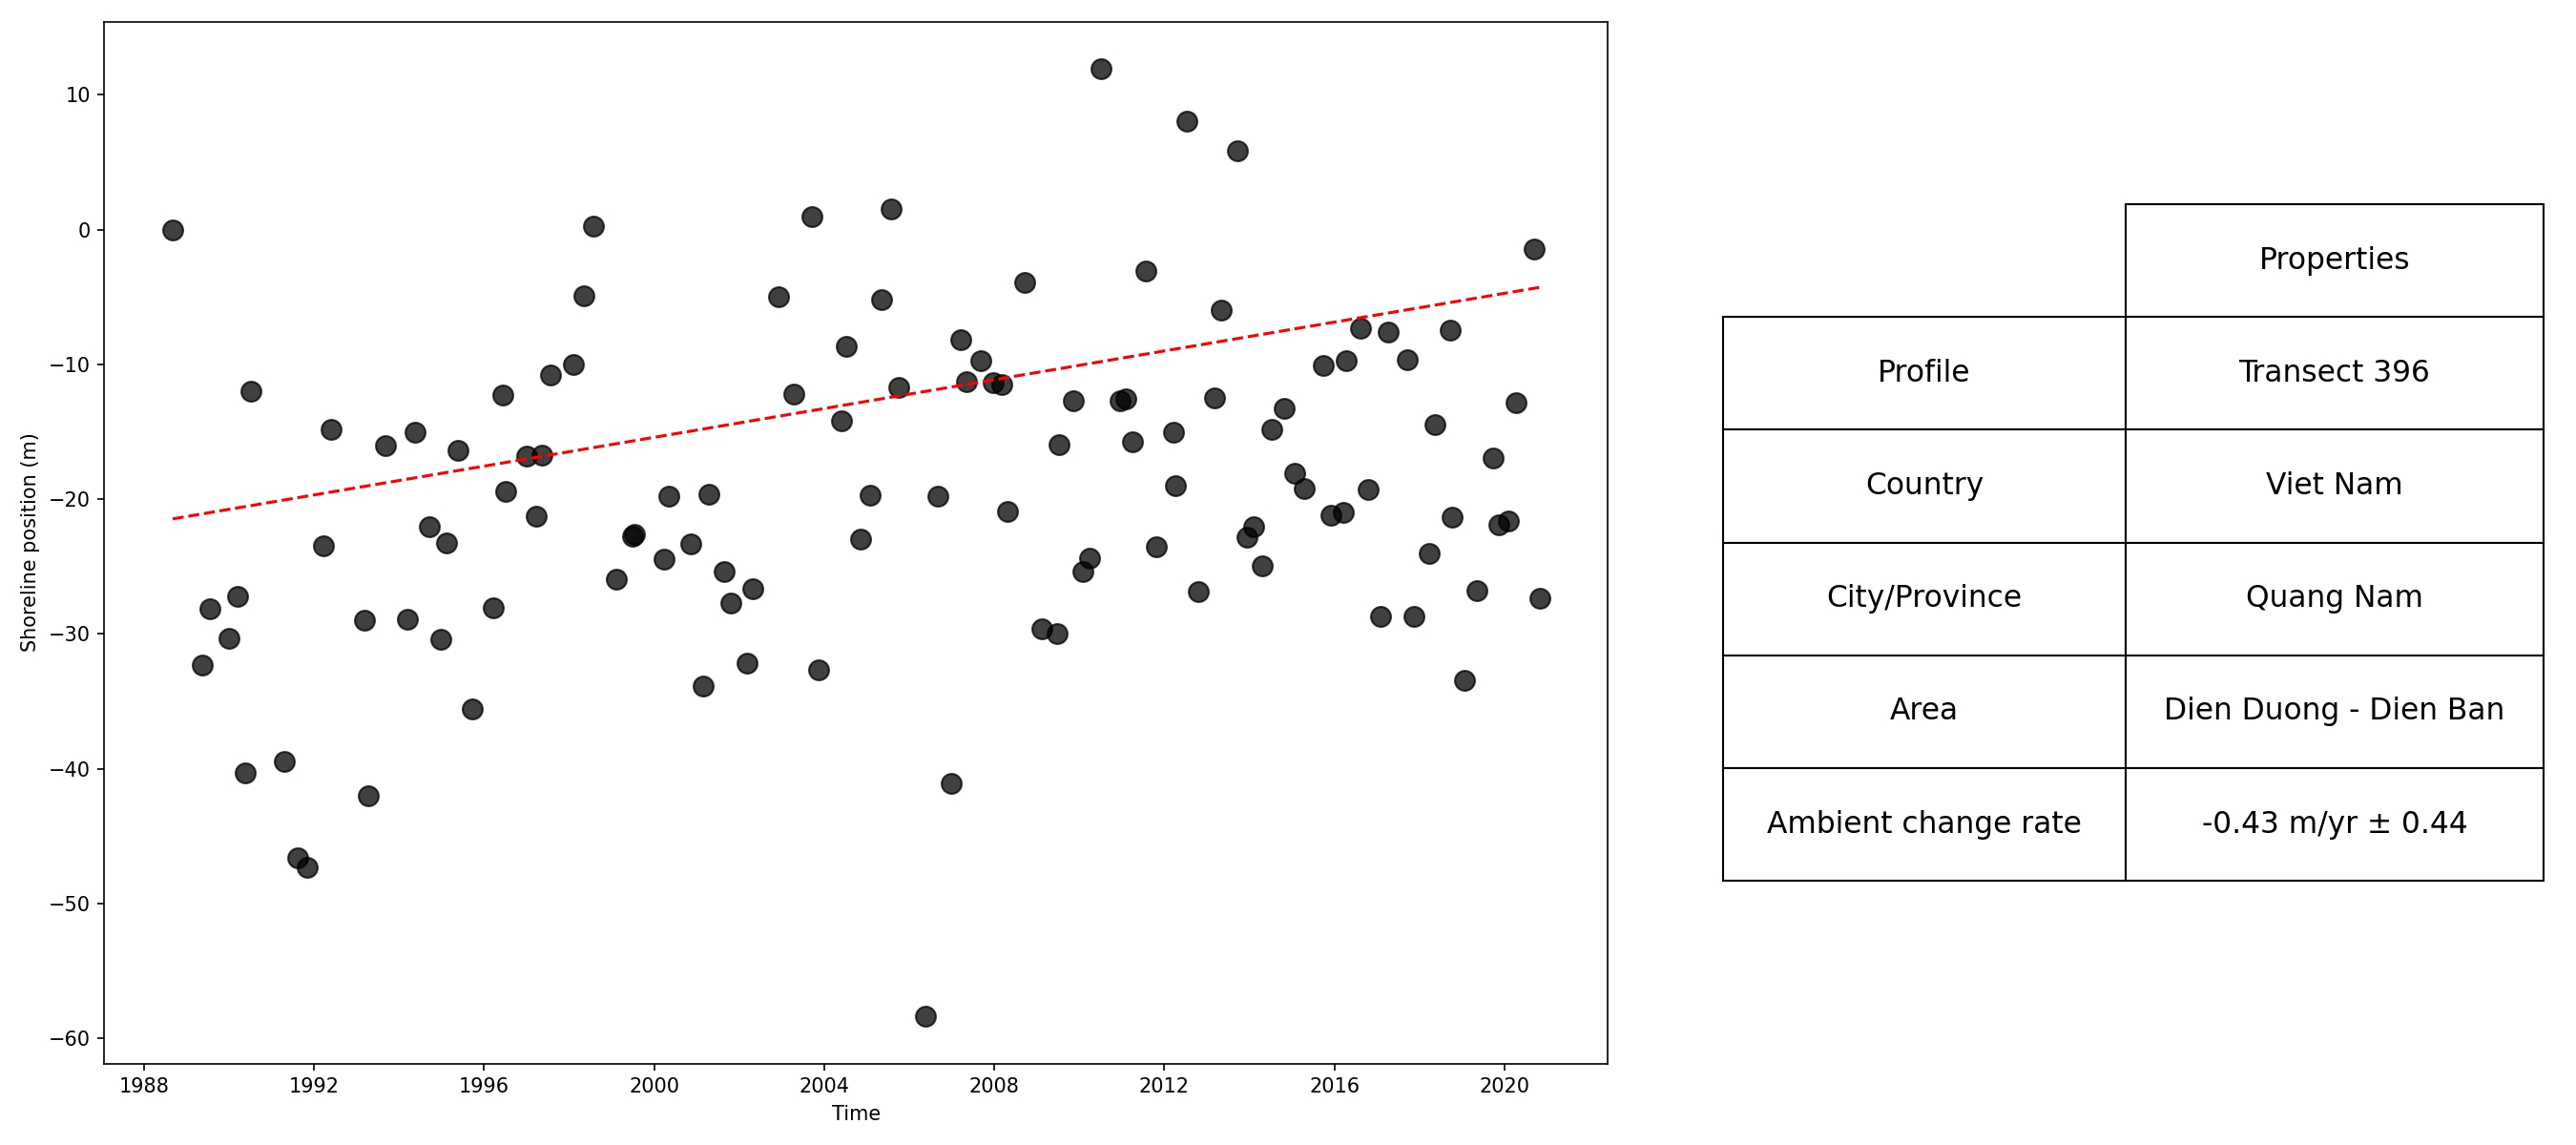 10
0
−10
−20
−30
−40
−50
−60
Shoreline position (m)
1988 1992 1996 2000 2004 2008 2012 2016 2020
Time
Properties
Profile Transect 396
Country Viet Nam
City/Province Quang Nam
Area Dien Duong - Dien Ban
Ambient change rate -0.43 m/yr ± 0.44